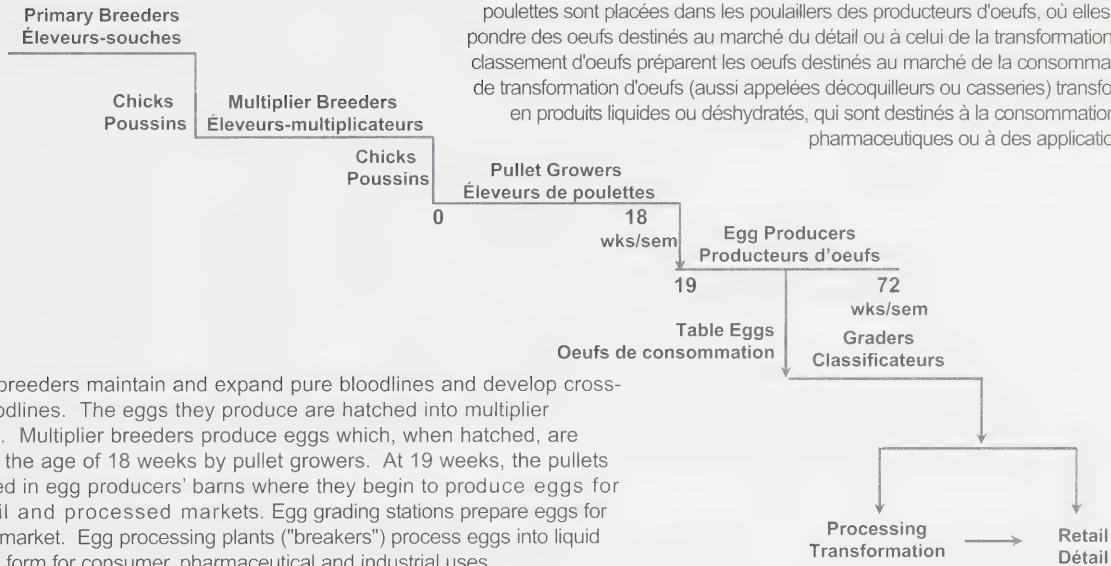 Primary Breeders
Éleveurs-souches
poulettes sont placées dans les poulaillers des producteurs d'oeufs, où elles
pondre des oeufs destinés au marché du détail ou à celui de la transformation
classement d'oeufs préparent les oeufs destinés au marché de la
de transformation d'oeufs (aussi appelées décoquilleurs ou casseries)
en produits liquides ou déshydratés, qui sont destinés à la consommation
pharmaceutiques ou à des
Chicks
Poussins
Multiplier Breeders
Éleveurs-multiplicateurs
Chicks
Poussins
Pullet Growers
Éleveurs de poulettes
0
18
wks/sem
Egg Producers
Producteurs d'oeufs
19
72
wks/sem
Table Eggs
Oeufs de consommation
Graders
Classificateurs
breeders maintain and expand pure bloodlines and develop cross-
odlines. The eggs they produce are hatched into multiplier
. Multiplier breeders produce eggs which, when hatched, are
the age of 18 weeks by pullet growers. At 19 weeks, the pullets
ed in egg producers' barns where they begin to produce eggs for
il and processed markets. Egg grading stations prepare eggs for
market. Egg processing plants ("breakers") process eggs into liquid
form for consumer, pharmaceutical and industrial uses
Processing
Transformation
Retail
Détail